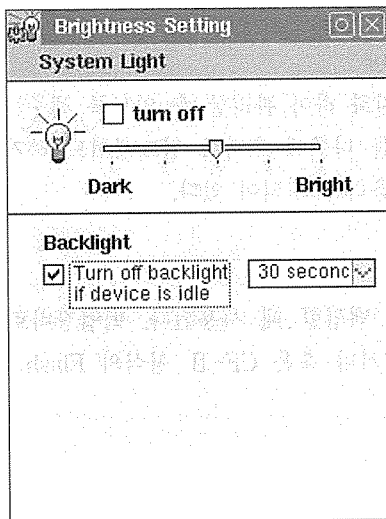 Brightness Setting
System Light
turn off
Dark Bright
Backlight
Turn off backlight 30 seconc
if device is idle